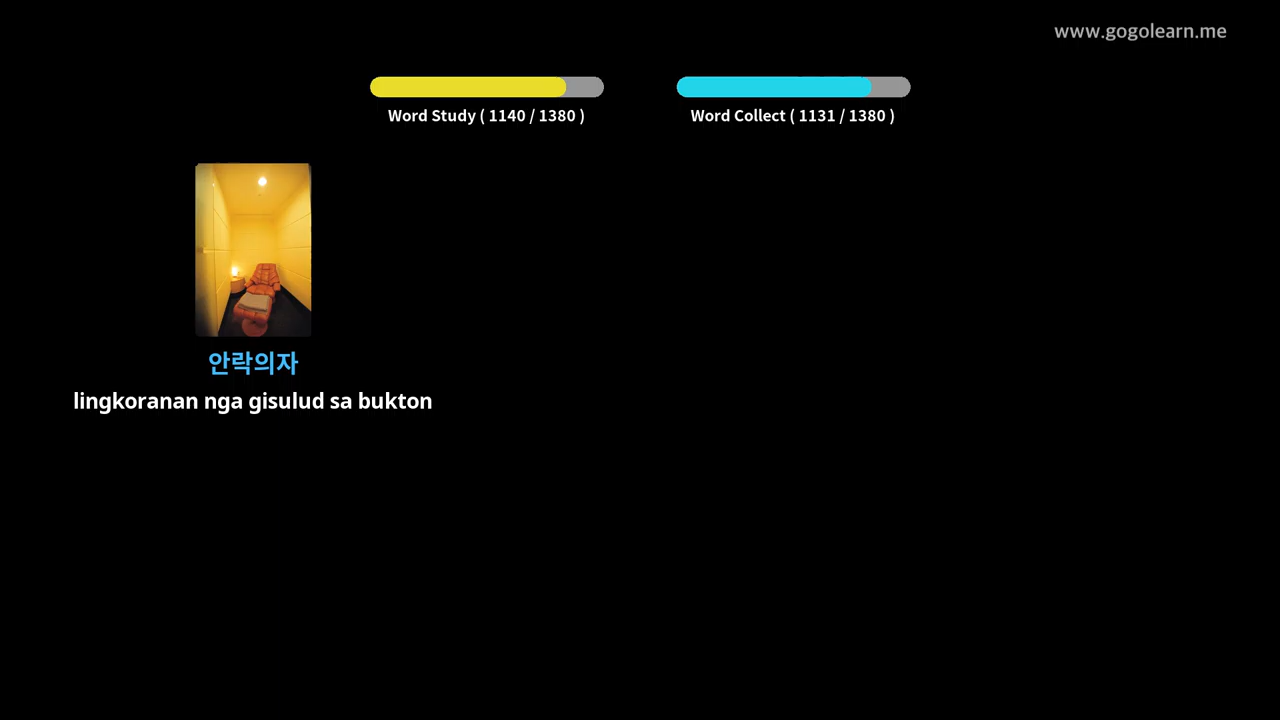 www.gogolearn.me
Word Study ( 1140 / 1380 )
Word Collect ( 1131 / 1380 )
안락의자
lingkoranan nga gisulud sa bukton